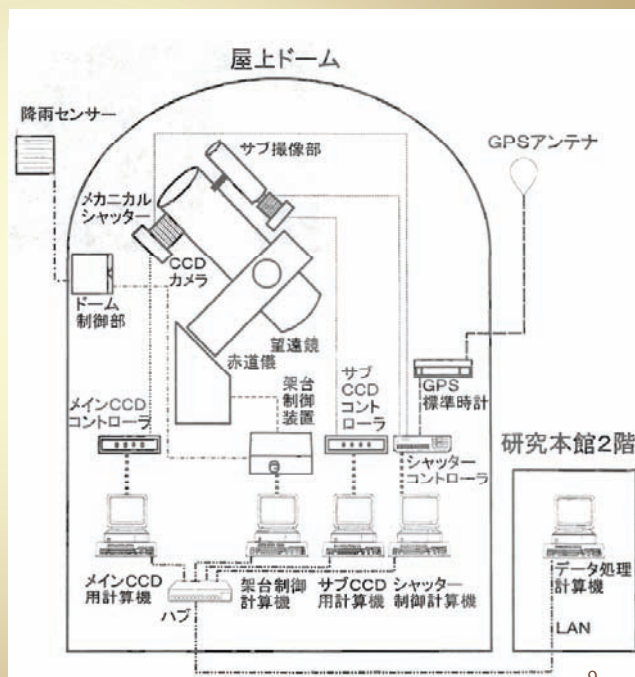 屋上ドーム
降雨センサー
サブ撮像部
GPSアンテナ
メカニカル
シャッター
CCD
カメラ
ドーム
制御部
望遠鏡
赤道儀
架台
制御
装置
サブ
CCD
コント
ローラ
GPS
標準時計
メインCCD
コントローラ
シャッター
コントローラ
研究本館2階
メインCCD
用計算機
ハブ
架台制御
計算機
サブCCD
用計算機
シャッター
制御計算機
データ処理
計算機
LAN
9